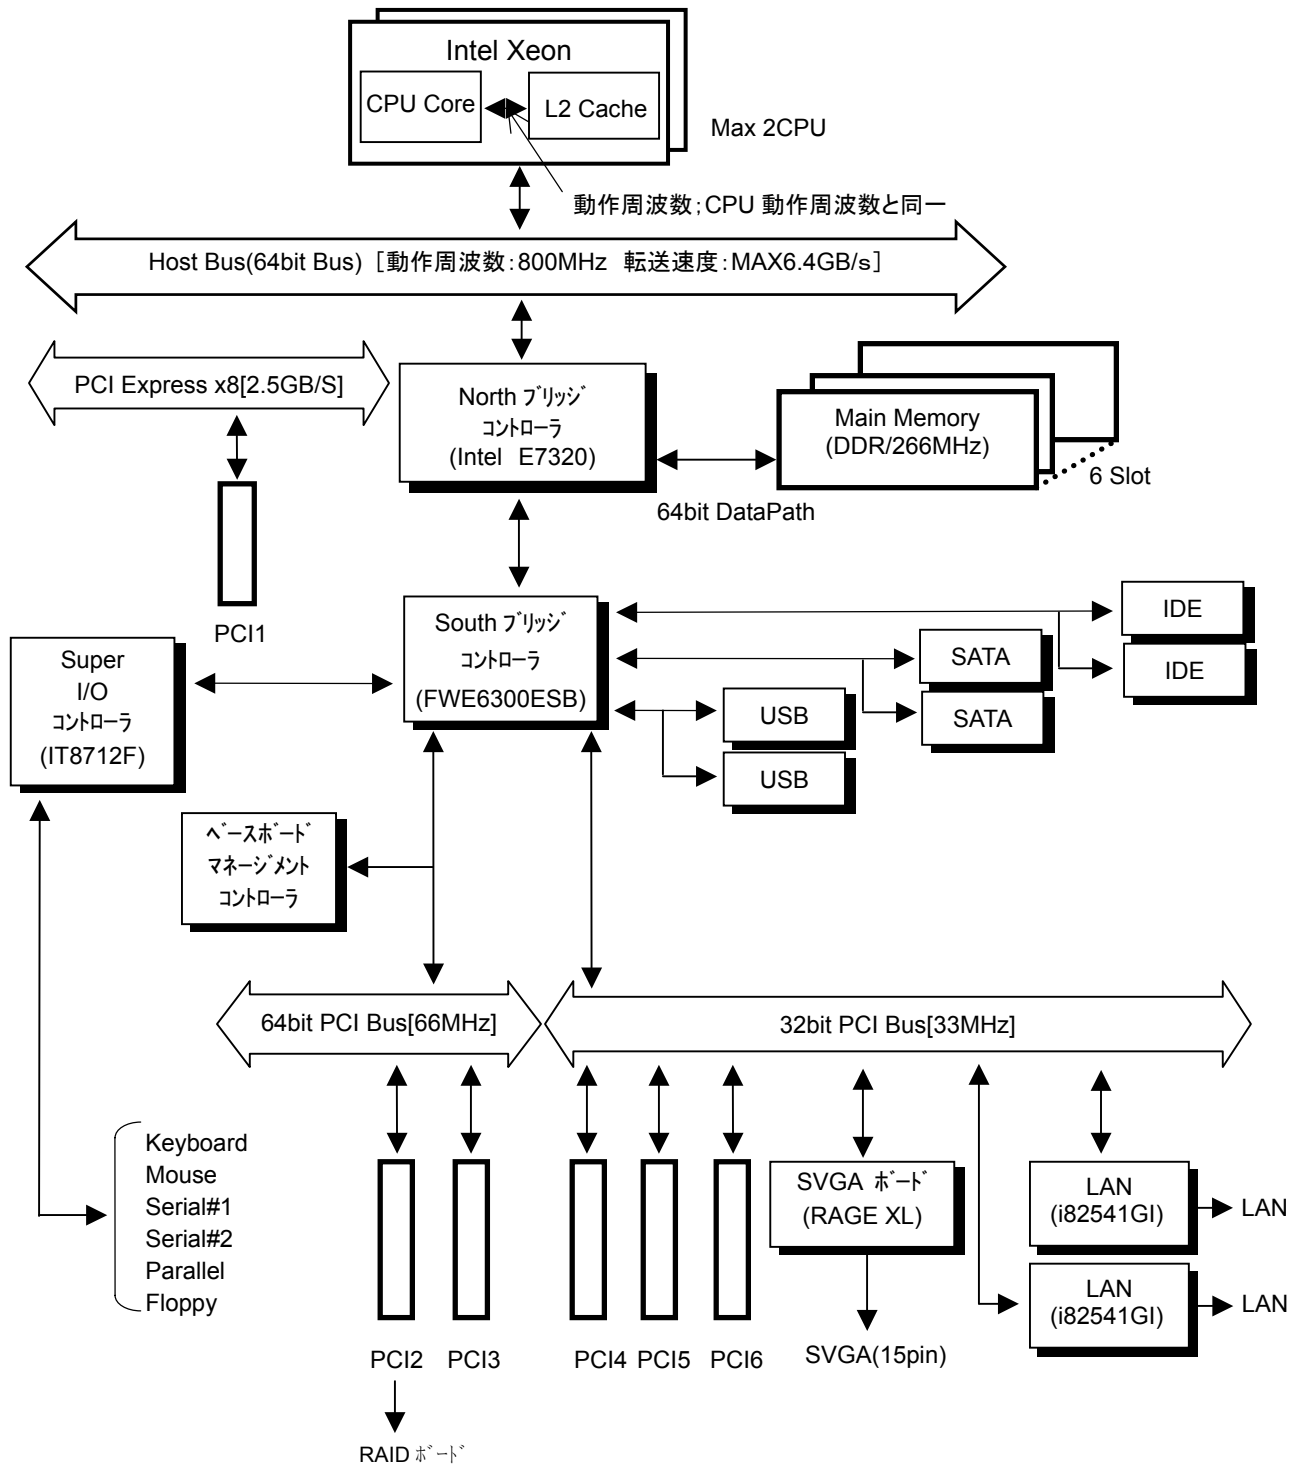 Intel Xeon
CPU Core
L2 Cache
Max 2CPU
動作周波数；CPU 動作周波数と同一
Host Bus(64bit Bus)［動作周波数：800MHz 転送速度：MAX6.4GB/ｓ］
PCI Express x8[2.5GB/S]
North ﾌﾞﾘｯｼﾞ
ｺﾝﾄﾛｰﾗ
(Intel E7320)
Main Memory
(DDR/266MHz)
6 Slot
64bit DataPath
PCI1
South ﾌﾞﾘｯｼﾞ
ｺﾝﾄﾛｰﾗ
(FWE6300ESB)
IDE
IDE
SATA
SATA
USB
USB
Super
I/O
ｺﾝﾄﾛｰﾗ
(IT8712F)
ﾍﾞｰｽﾎﾞｰﾄﾞ
ﾏﾈｰｼﾞﾒﾝﾄ
ｺﾝﾄﾛｰﾗ
64bit PCI Bus[66MHz]
32bit PCI Bus[33MHz]
Keyboard
Mouse
Serial#1
Serial#2
Parallel
Floppy
SVGA ﾎﾞｰﾄﾞ
(RAGE XL)
LAN
(i82541GI)
LAN
LAN
(i82541GI)
LAN
PCI2
PCI3
PCI4
PCI5
PCI6
SVGA(15pin)
RAID ﾎﾞｰﾄﾞ